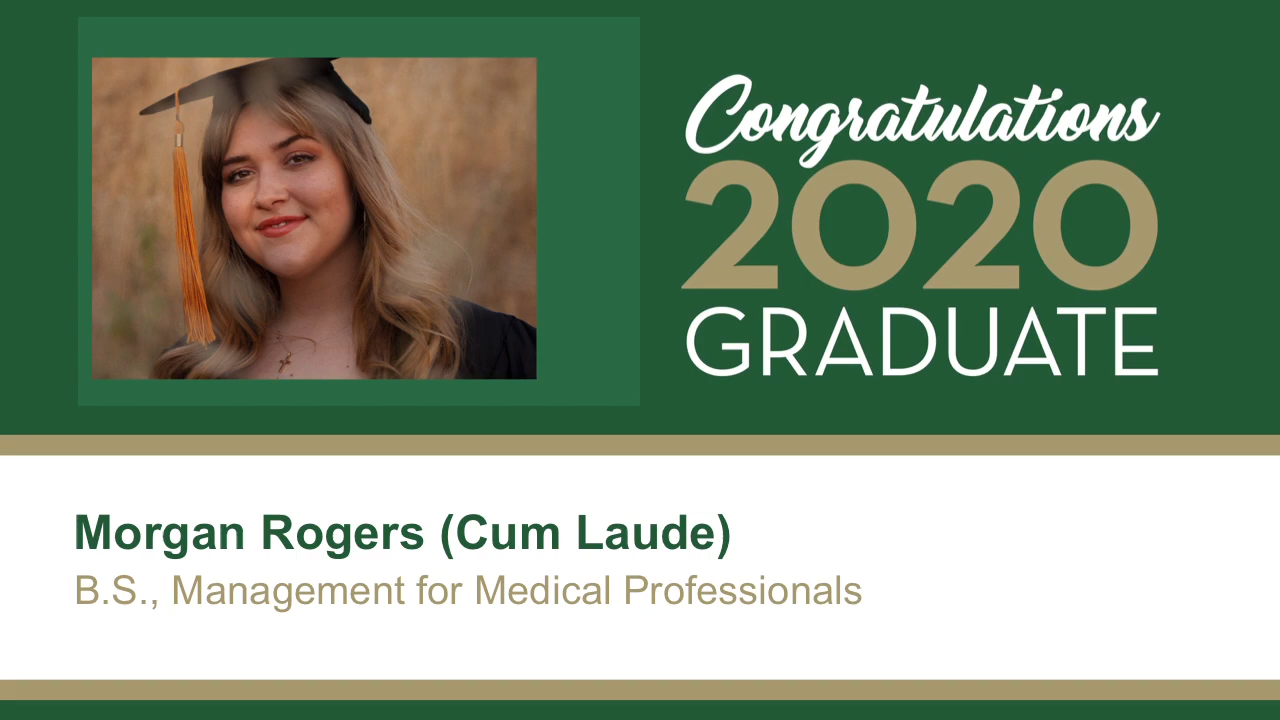 Congratulations
2020
GRADUATE
Morgan Rogers (Cum Laude)
B.S., Management for Medical Professionals